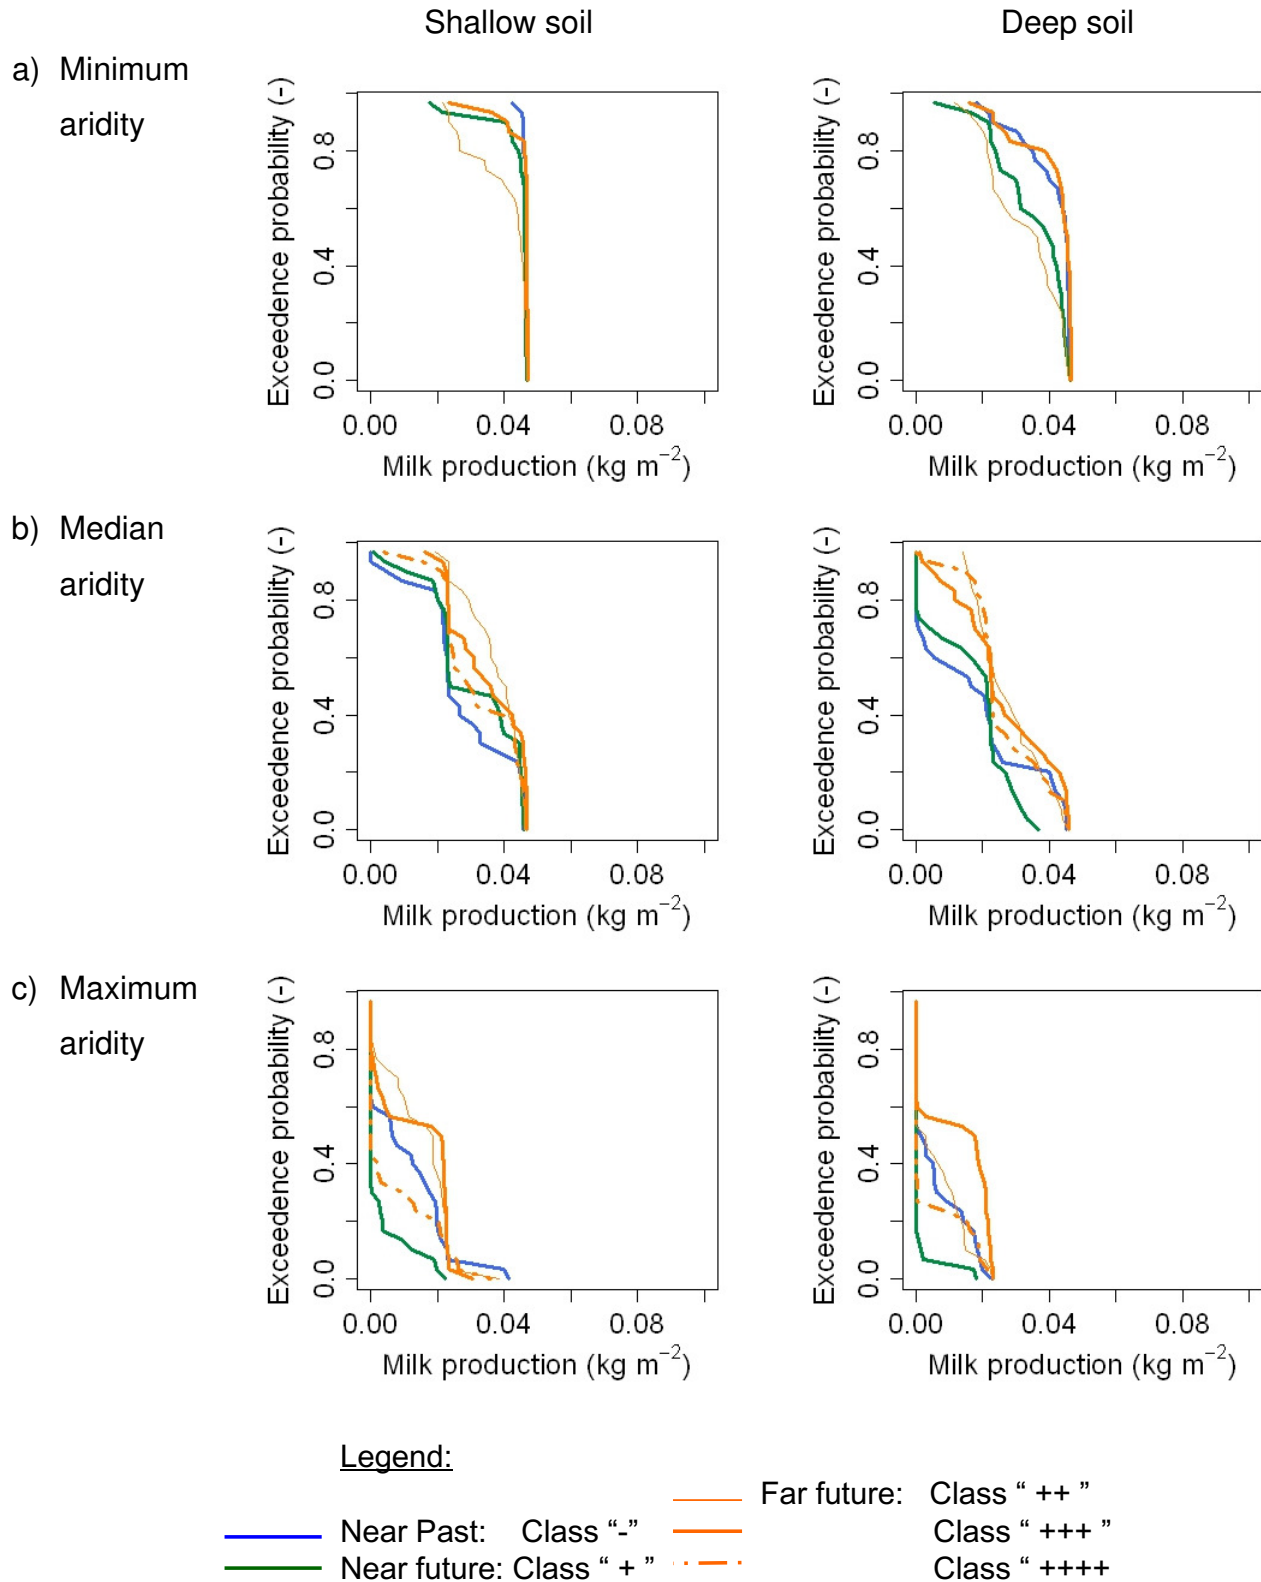 Shallow soil Deep soil
a) Minimum aridity
Exceedence probability (-)
0.8
0.4
0.0
0.00 0.04 0.08
Milk production (kg m⁻²)
Exceedence probability (-)
0.8
0.4
0.0
0.00 0.04 0.08
Milk production (kg m⁻²)
b) Median aridity
Exceedence probability (-)
0.8
0.4
0.0
0.00 0.04 0.08
Milk production (kg m⁻²)
Exceedence probability (-)
0.8
0.4
0.0
0.00 0.04 0.08
Milk production (kg m⁻²)
c) Maximum aridity
Exceedence probability (-)
0.8
0.4
0.0
0.00 0.04 0.08
Milk production (kg m⁻²)
Exceedence probability (-)
0.8
0.4
0.0
0.00 0.04 0.08
Milk production (kg m⁻²)
Legend:
Near Past: Class “-”
Near future: Class “ + ”
Far future: Class “ ++ ”
Class “ +++ ”
Class “ ++++